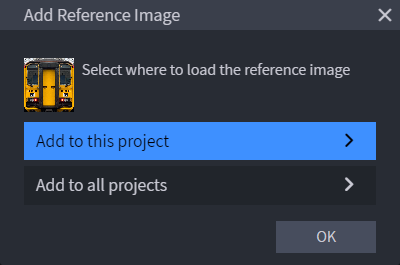 Add Reference Image
Select where to load the reference image
Add to this project
Add to all projects
OK